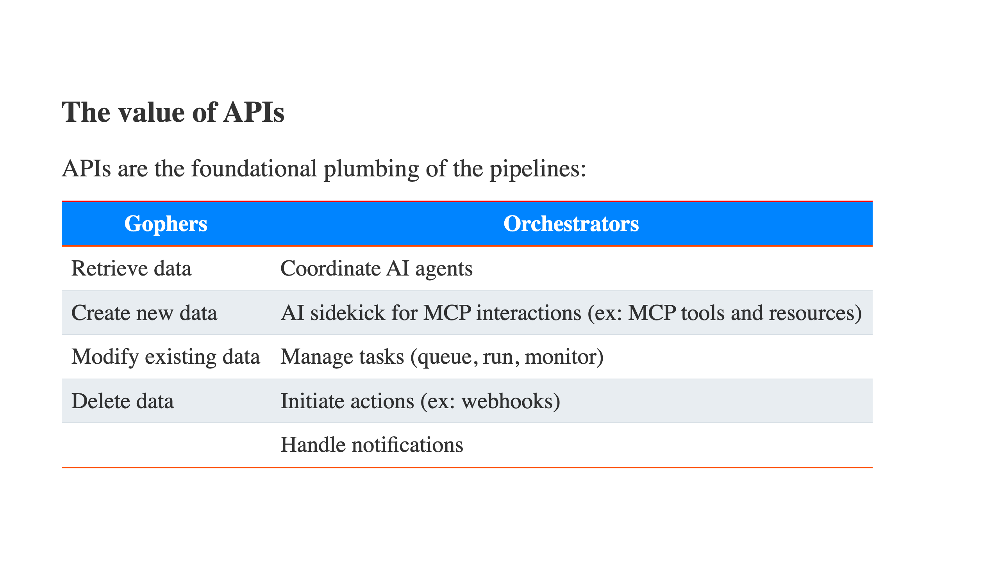 The value of APIs
APIs are the foundational plumbing of the pipelines:
Gophers Orchestrators
Retrieve data Coordinate AI agents
Create new data AI sidekick for MCP interactions (ex: MCP tools and resources)
Modify existing data Manage tasks (queue, run, monitor)
Delete data Initiate actions (ex: webhooks)
Handle notifications